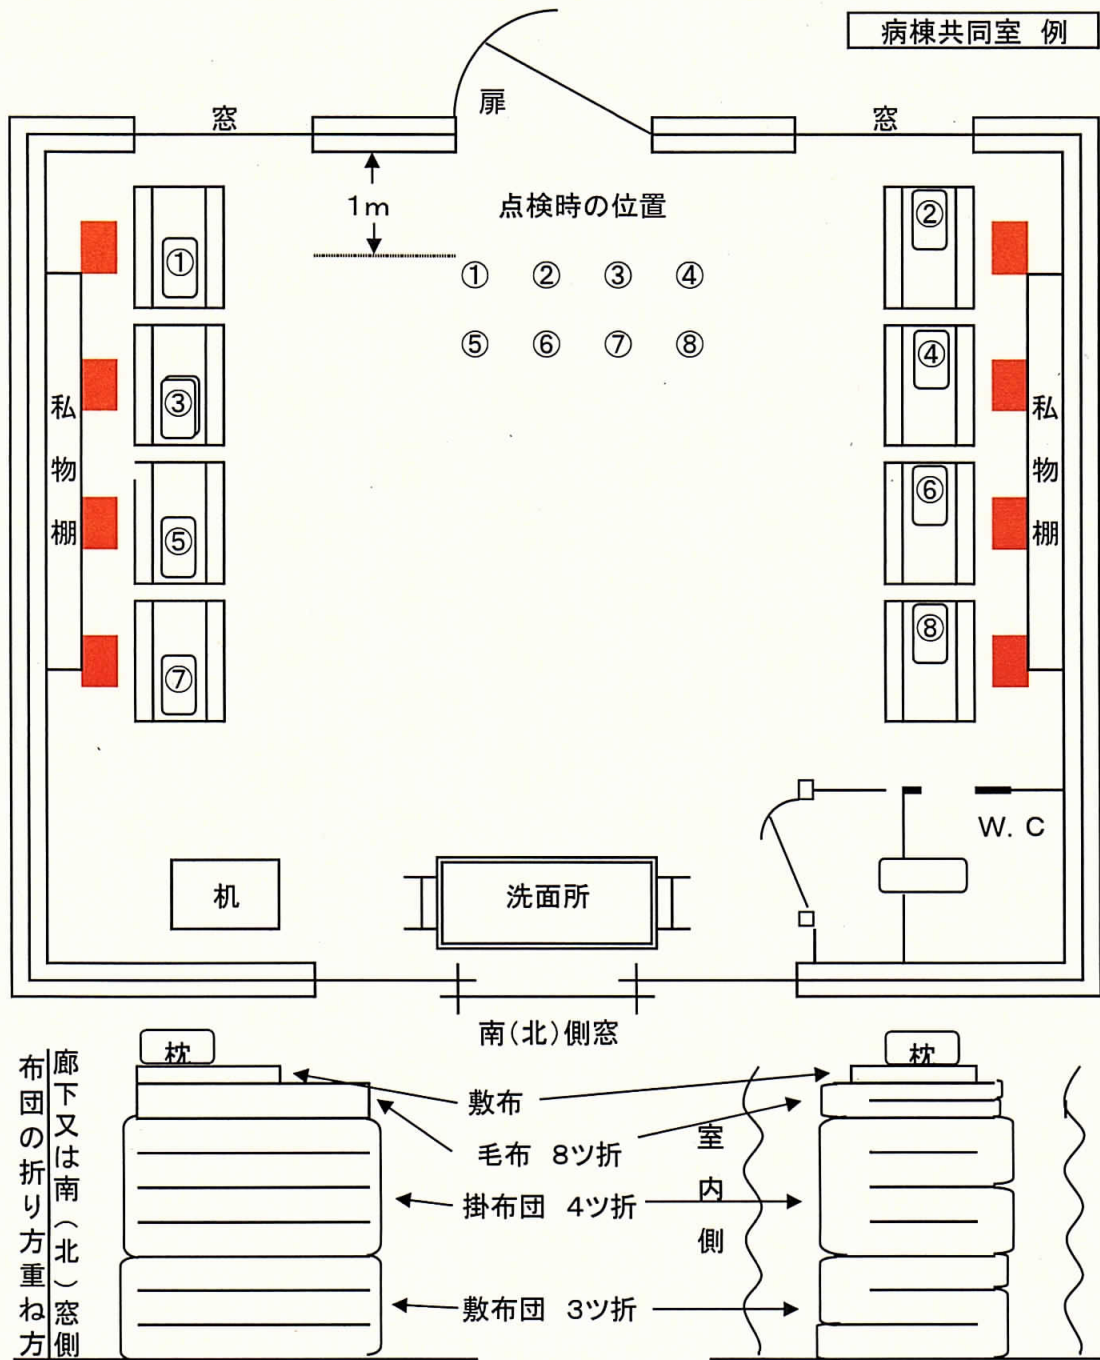 病棟共同室 例
窓
扉
窓
1m
点検時の位置
① ② ③ ④
⑤ ⑥ ⑦ ⑧
①
③
⑤
⑦
②
④
⑥
⑧
私物棚
私物棚
W.C
机
洗面所
南(北)側窓
廊下又は南(北)窓側
布団の折り方重ね方
枕
枕
敷布
毛布 8ツ折
掛布団 4ツ折
敷布団 3ツ折
室内側